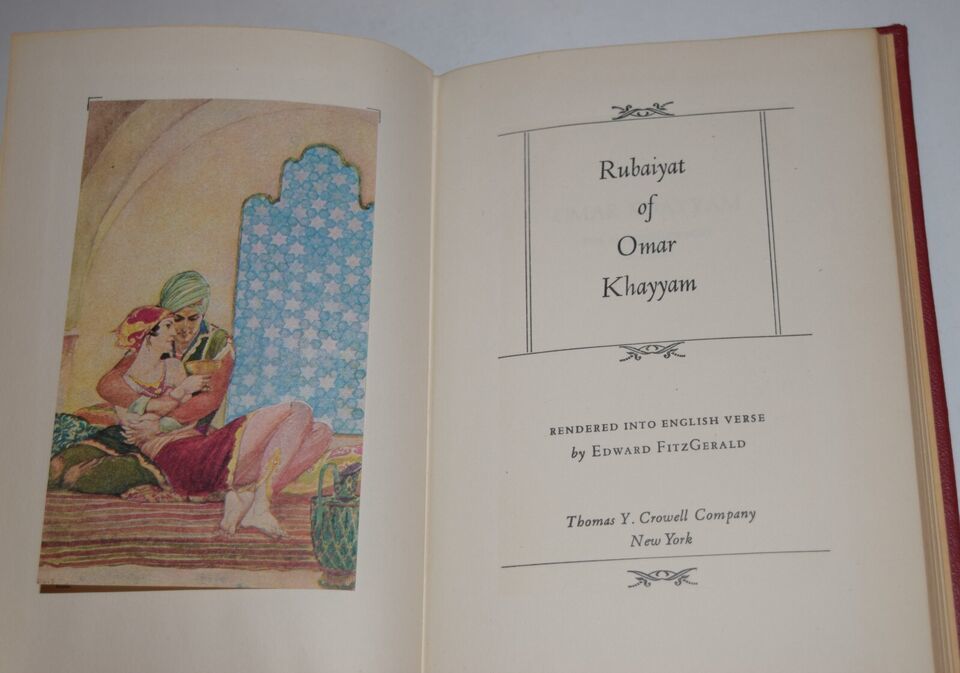 Rubaiyat
of
Omar
Khayyam
RENDERED INTO ENGLISH VERSE
by EDWARD FITZGERALD
Thomas Y. Crowell Company
New York